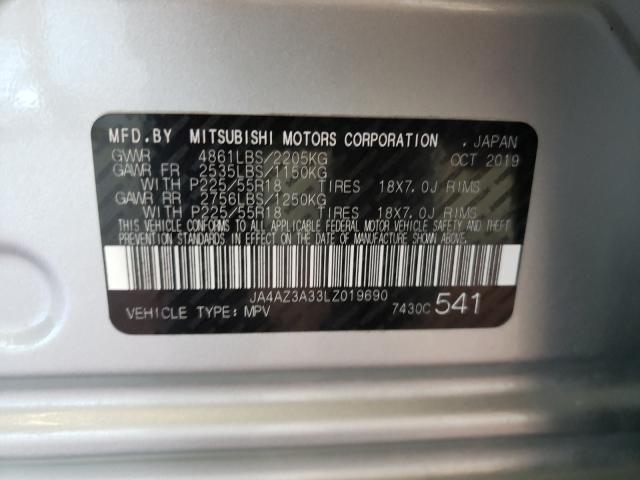 MFD.BY MITSUBISHI MOTORS CORPORATION . JAPAN
GVWR 4861LBS/2205KG OCT 2019
GAWR FR 2535LBS/1150KG
WITH P225/55R18 TIRES 18X7.0J RIMS
GAWR RR 2756LBS/1250KG
WITH P225/55R18 TIRES 18X7.0J RIMS
THIS VEHICLE CONFORMS TO ALL APPLICABLE FEDERAL MOTOR VEHICLE SAFETY AND THEFT
PREVENTION STANDARDS IN EFFECT ON THE DATE OF MANUFACTURE SHOWN ABOVE.
JA4AZ3A33LZ019690
VEHICLE TYPE: MPV 7430C 541